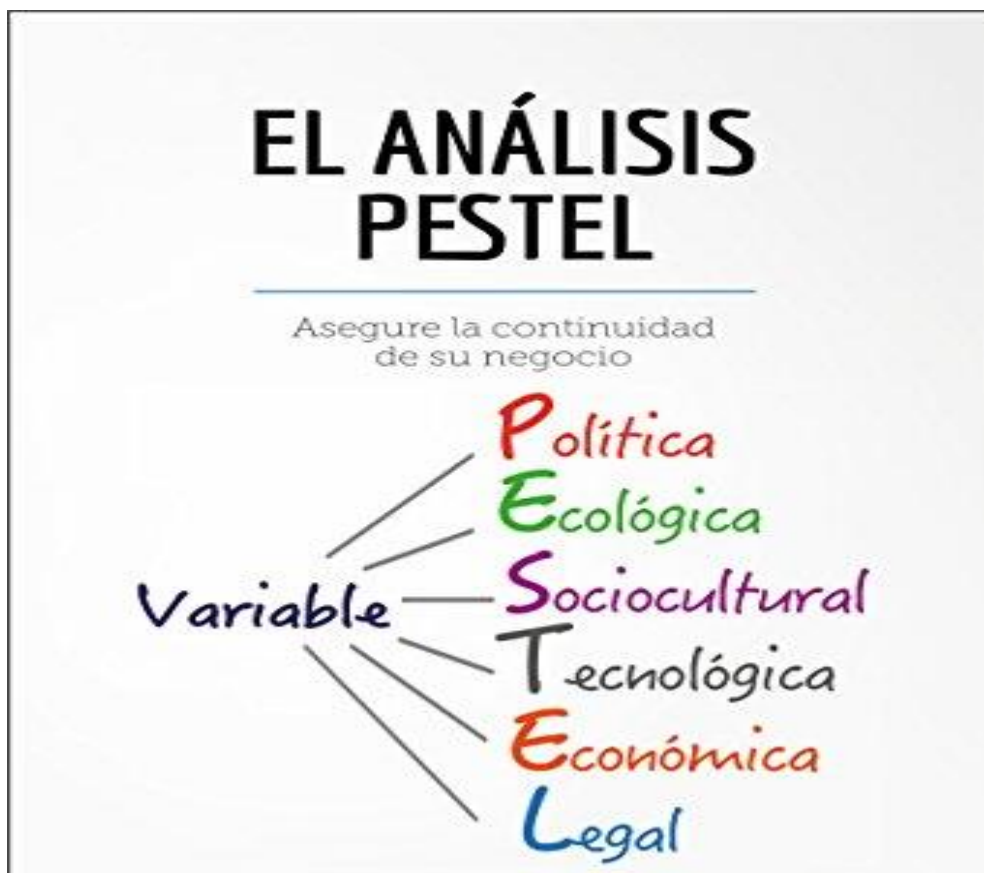 EL ANÁLISIS
PESTEL
Asegure la continuidad
de su negocio
Política
Ecológica
Variable
Sociocultural
Tecnológica
Económica
Legal